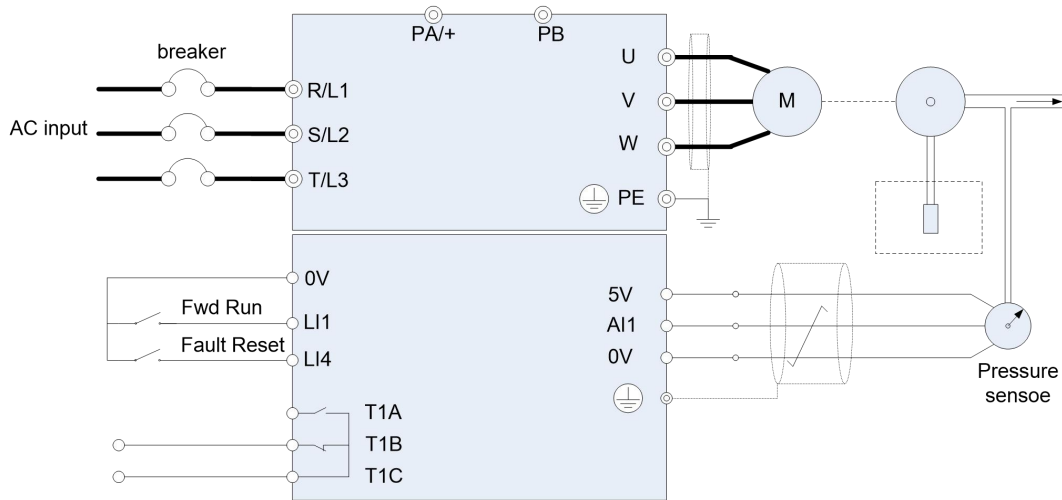 PA/+
PB
breaker
U
R/L1
V
M
AC input
S/L2
W
T/L3
PE
0V
5V
Fwd Run
LI1
AI1
Fault Reset
LI4
0V
Pressure
sensoe
T1A
T1B
T1C